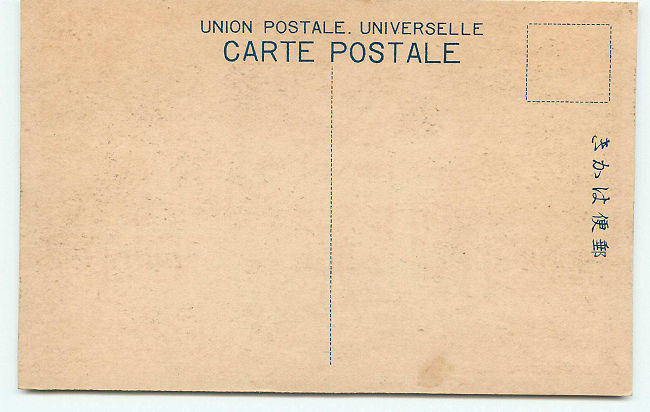 UNION POSTALE. UNIVERSELLE
CARTE POSTALE
郵便はかき